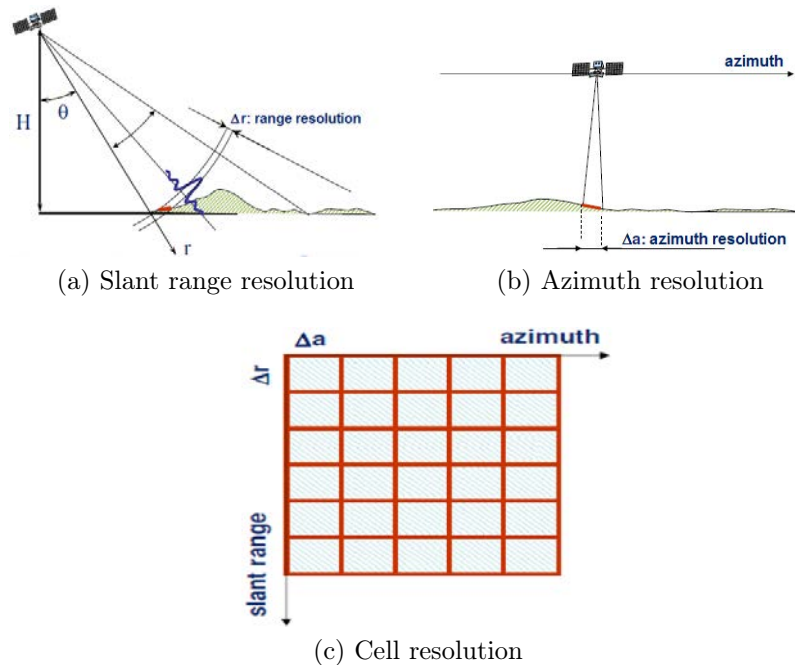 Δr: range resolution
H
θ
r
(a) Slant range resolution
azimuth
Δa: azimuth resolution
(b) Azimuth resolution
Δa
azimuth
Δr
slant range
(c) Cell resolution